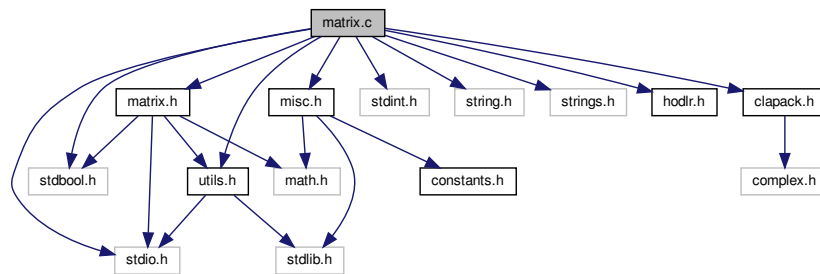 matrix.c
matrix.h
misc.h
stdint.h
string.h
strings.h
hodlr.h
clapack.h
stdbool.h
utils.h
math.h
constants.h
complex.h
stdio.h
stdlib.h